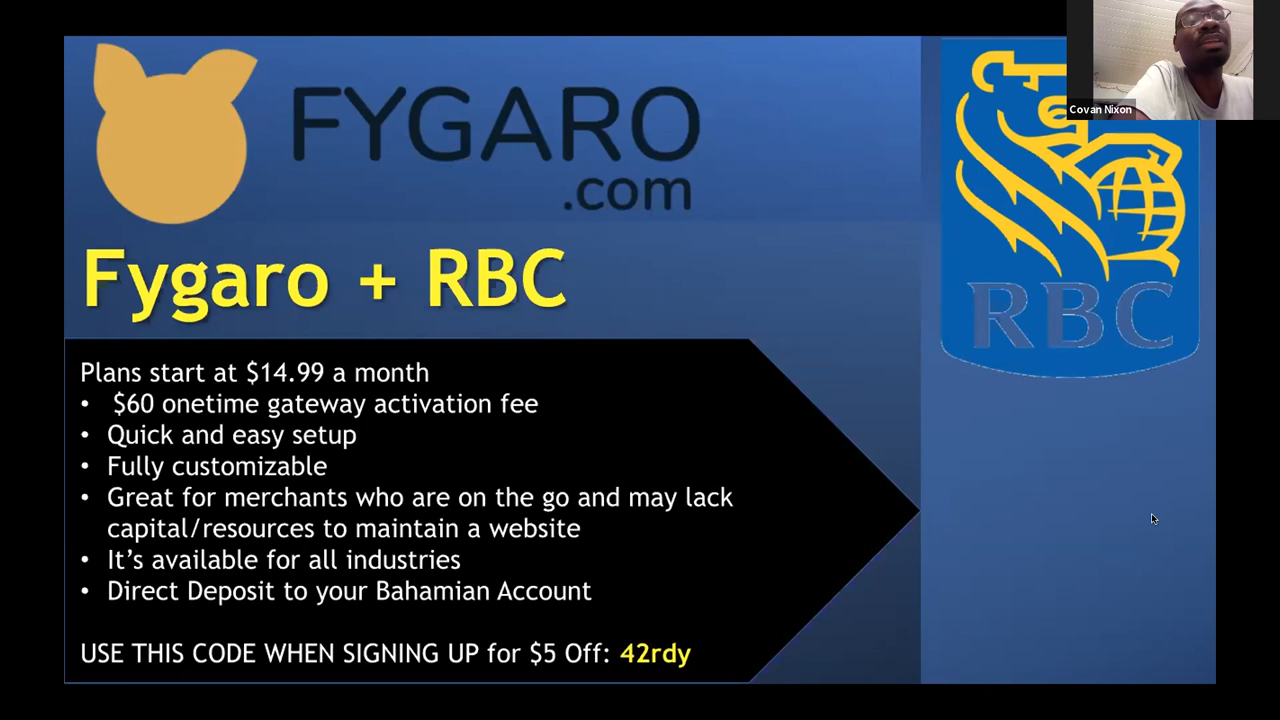 FYGARO
.com
Covan Nixon
Fygaro + RBC
RBC
Plans start at $14.99 a month
• $60 onetime gateway activation fee
• Quick and easy setup
• Fully customizable
• Great for merchants who are on the go and may lack
capital/resources to maintain a website
• It’s available for all industries
• Direct Deposit to your Bahamian Account
USE THIS CODE WHEN SIGNING UP for $5 Off: 42rdy